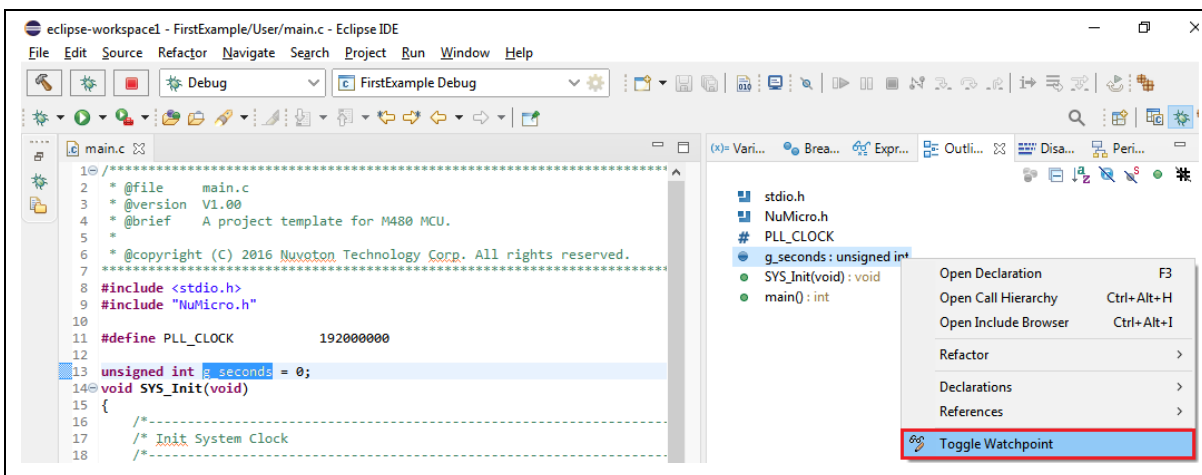 eclipse-workspace1 - FirstExample/User/main.c - Eclipse IDE
File Edit Source Refactor Navigate Search Project Run Window Help
Debug FirstExample Debug
main.c
1 /***********************************************************************
2 * @file main.c
3 * @version V1.00
4 * @brief A project template for M480 MCU.
5 *
6 * @copyright (C) 2016 Nuvoton Technology Corp. All rights reserved.
7 ***********************************************************************
8 #include <stdio.h>
9 #include "NuMicro.h"
10
11 #define PLL_CLOCK 192000000
12
13 unsigned int g_seconds = 0;
14 void SYS_Init(void)
15 {
16 /*---------------------------------------------------------------------
17 /* Init System Clock
18 /*---------------------------------------------------------------------
(x)= Vari... Brea... Expr... Outli... Disa... Peri...
stdio.h
NuMicro.h
# PLL_CLOCK
g_seconds : unsigned int
SYS_Init(void) : void
main() : int
Open Declaration F3
Open Call Hierarchy Ctrl+Alt+H
Open Include Browser Ctrl+Alt+I
Refactor >
Declarations >
References >
Toggle Watchpoint